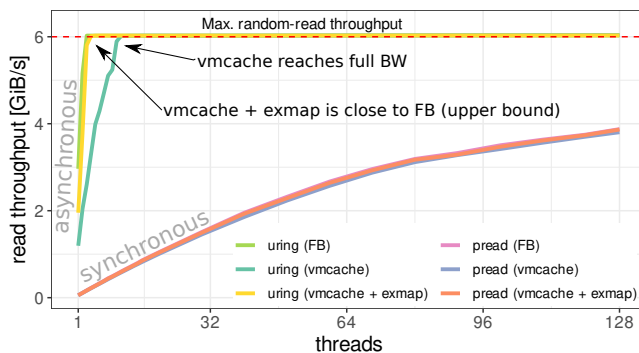 Max. random-read throughput
6
vmcache reaches full BW
vmcache + exmap is close to FB (upper bound)
asynchronous
read throughput [GiB/s]
4
2
synchronous
uring (FB)
pread (FB)
uring (vmcache)
pread (vmcache)
uring (vmcache + exmap)
pread (vmcache + exmap)
0
1
32
64
96
128
threads